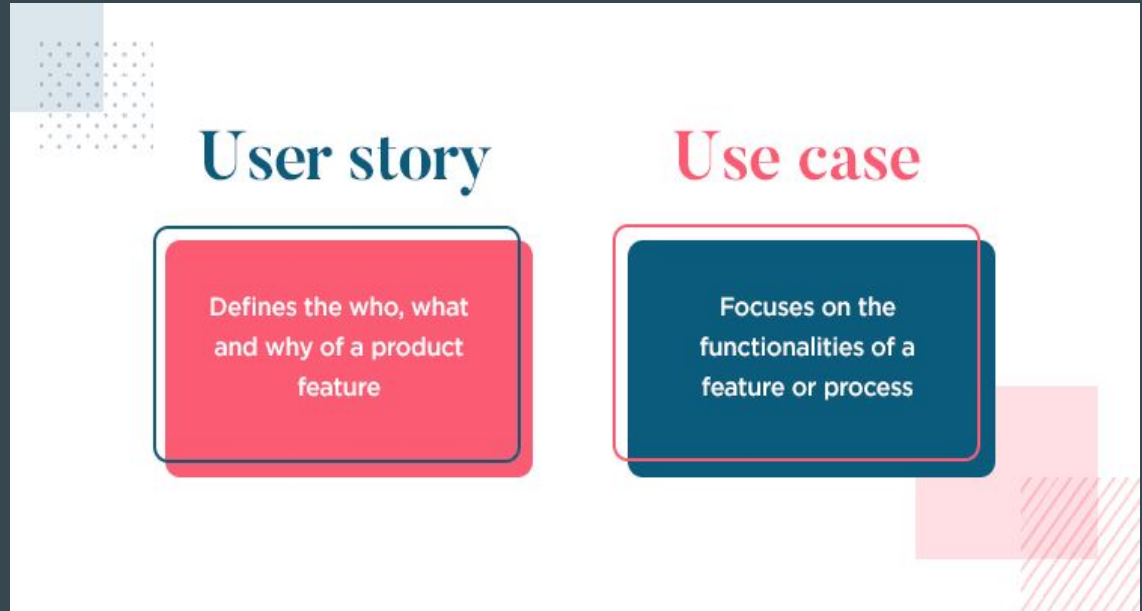 User story
Defines the who, what
and why of a product
feature
Use case
Focuses on the
functionalities of a
feature or process